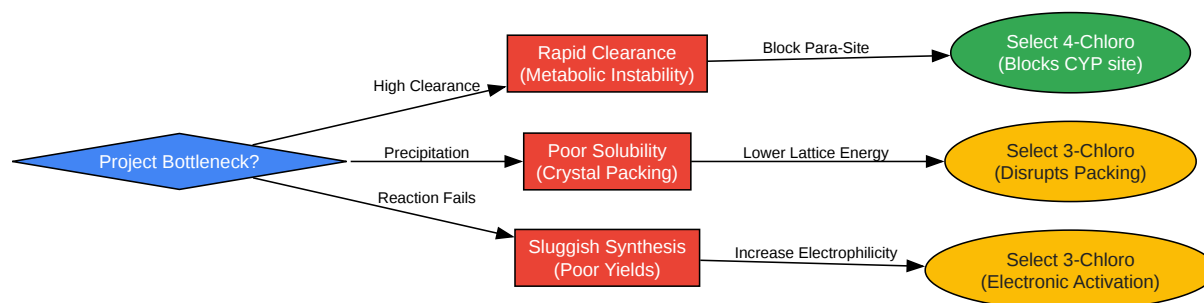 Project Bottleneck?
High Clearance
Precipitation
Reaction Fails
Rapid Clearance
(Metabolic Instability)
Block Para-Site
Select 4-Chloro
(Blocks CYP site)
Poor Solubility
(Crystal Packing)
Lower Lattice Energy
Select 3-Chloro
(Disrupts Packing)
Sluggish Synthesis
(Poor Yields)
Increase Electrophilicity
Select 3-Chloro
(Electronic Activation)